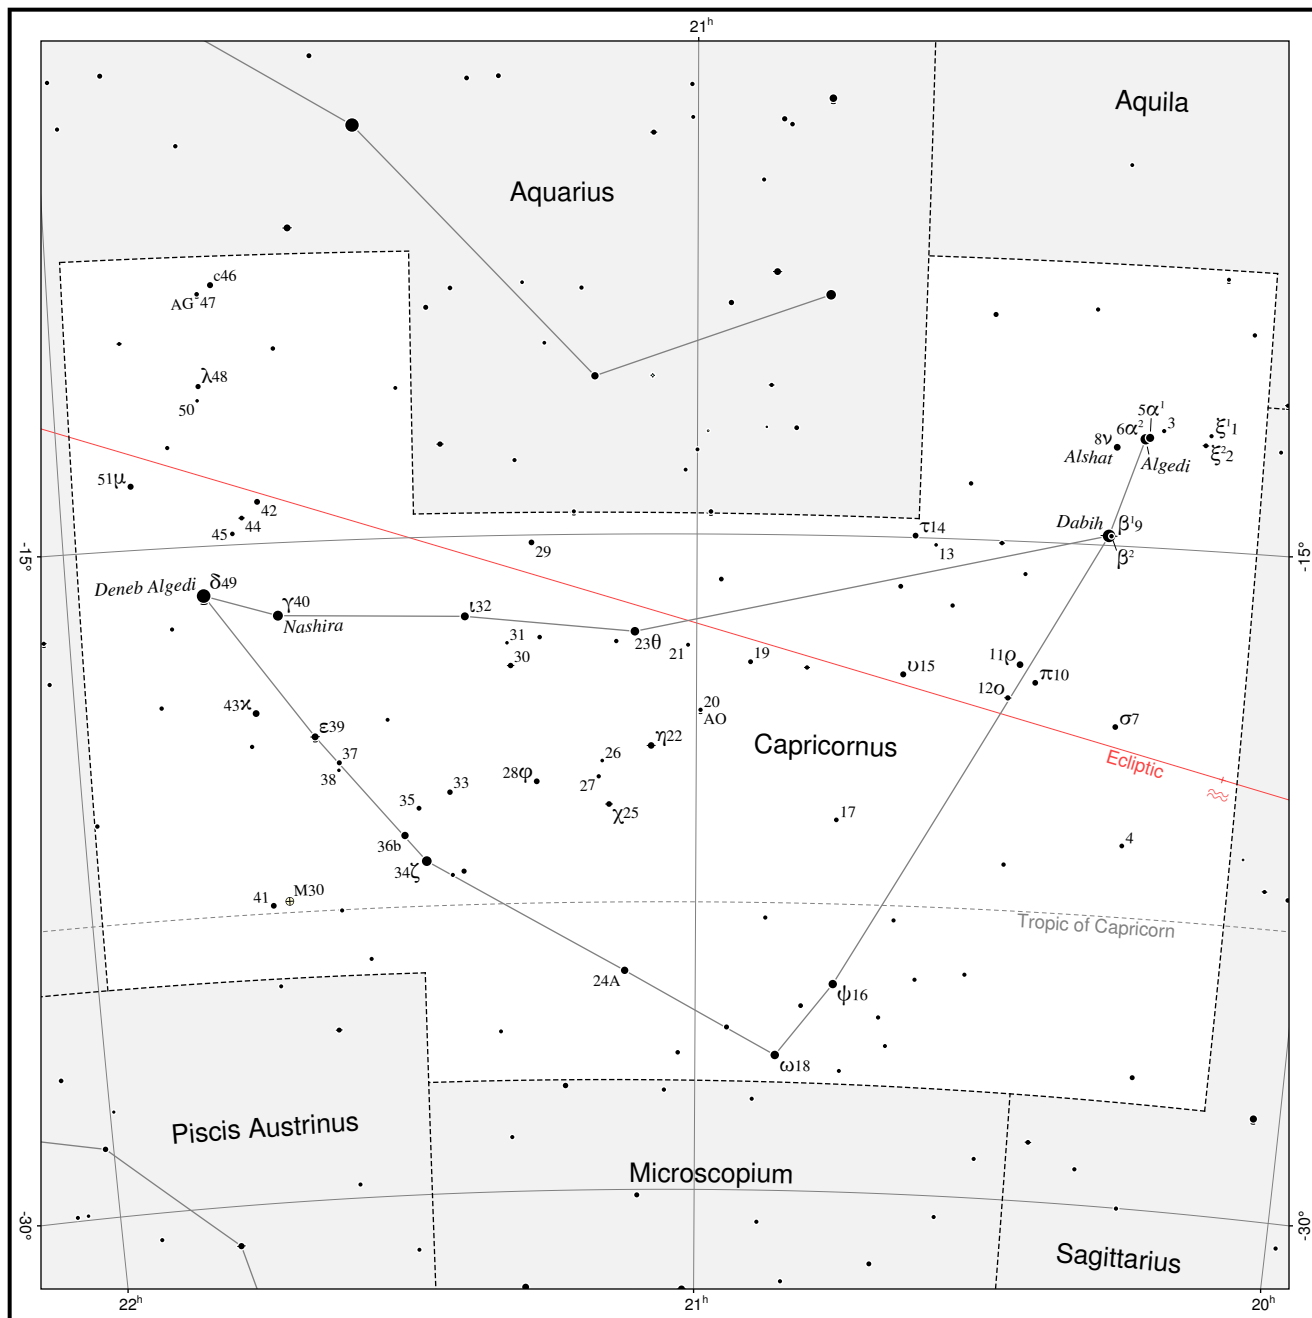 21ʰ
Aquila
Aquarius
c46
AG 47
λ48
50
5α¹
6α²
3
ξ¹1
8ν
ξ²2
Alshat
Algedi
51μ
42
44
45
29
τ14
13
Dabih
β¹9
β²
-15°
-15°
Deneb Algedi
δ49
γ40
Nashira
ι32
31
30
23θ
21
19
υ15
11ρ
π10
12ο
43ϰ
ε39
37
38
20
AO
η22
Capricornus
σ7
Ecliptic
28φ
26
27
33
35
χ25
17
4
36b
34ζ
41
M30
Tropic of Capricorn
24A
ψ16
ω18
Piscis Austrinus
Microscopium
-30°
-30°
Sagittarius
22ʰ
21ʰ
20ʰ